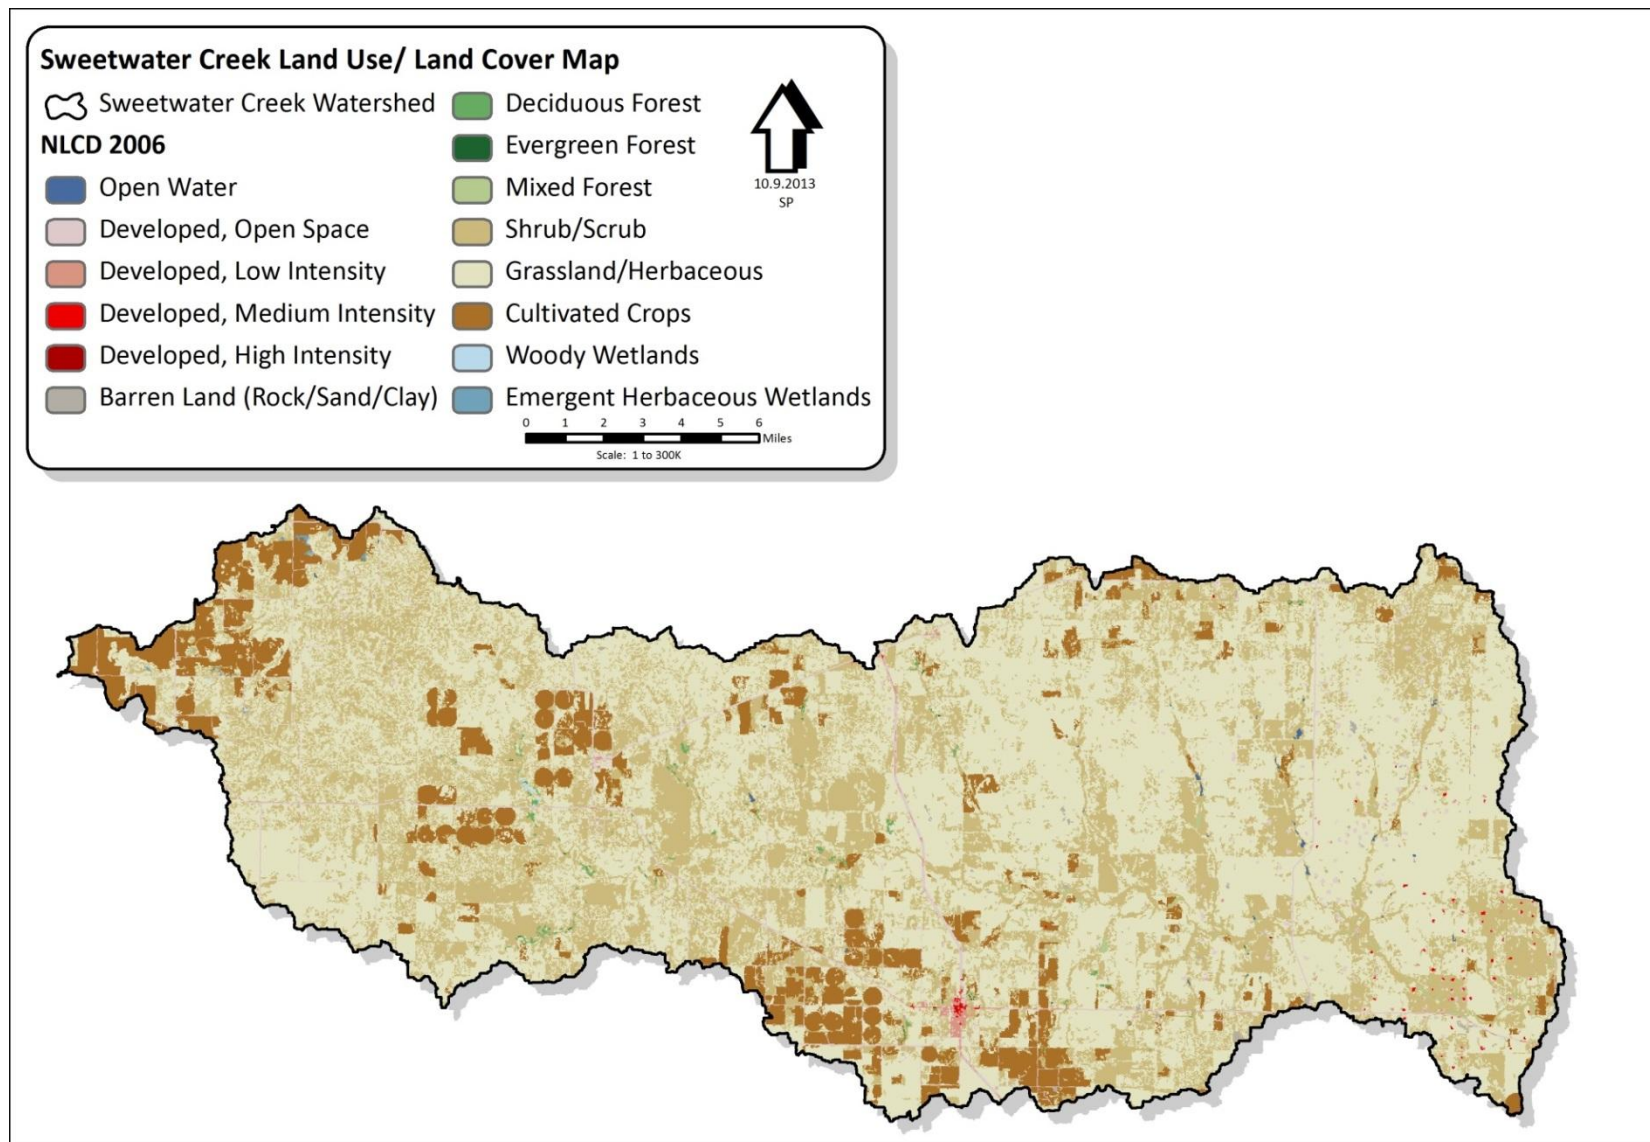 Sweetwater Creek Land Use/ Land Cover Map
Sweetwater Creek Watershed
NLCD 2006
Open Water
Developed, Open Space
Developed, Low Intensity
Developed, Medium Intensity
Developed, High Intensity
Barren Land (Rock/Sand/Clay)
Deciduous Forest
Evergreen Forest
Mixed Forest
Shrub/Scrub
Grassland/Herbaceous
Cultivated Crops
Woody Wetlands
Emergent Herbaceous Wetlands
10.9.2013
SP
0 1 2 3 4 5 6
Miles
Scale: 1 to 300K